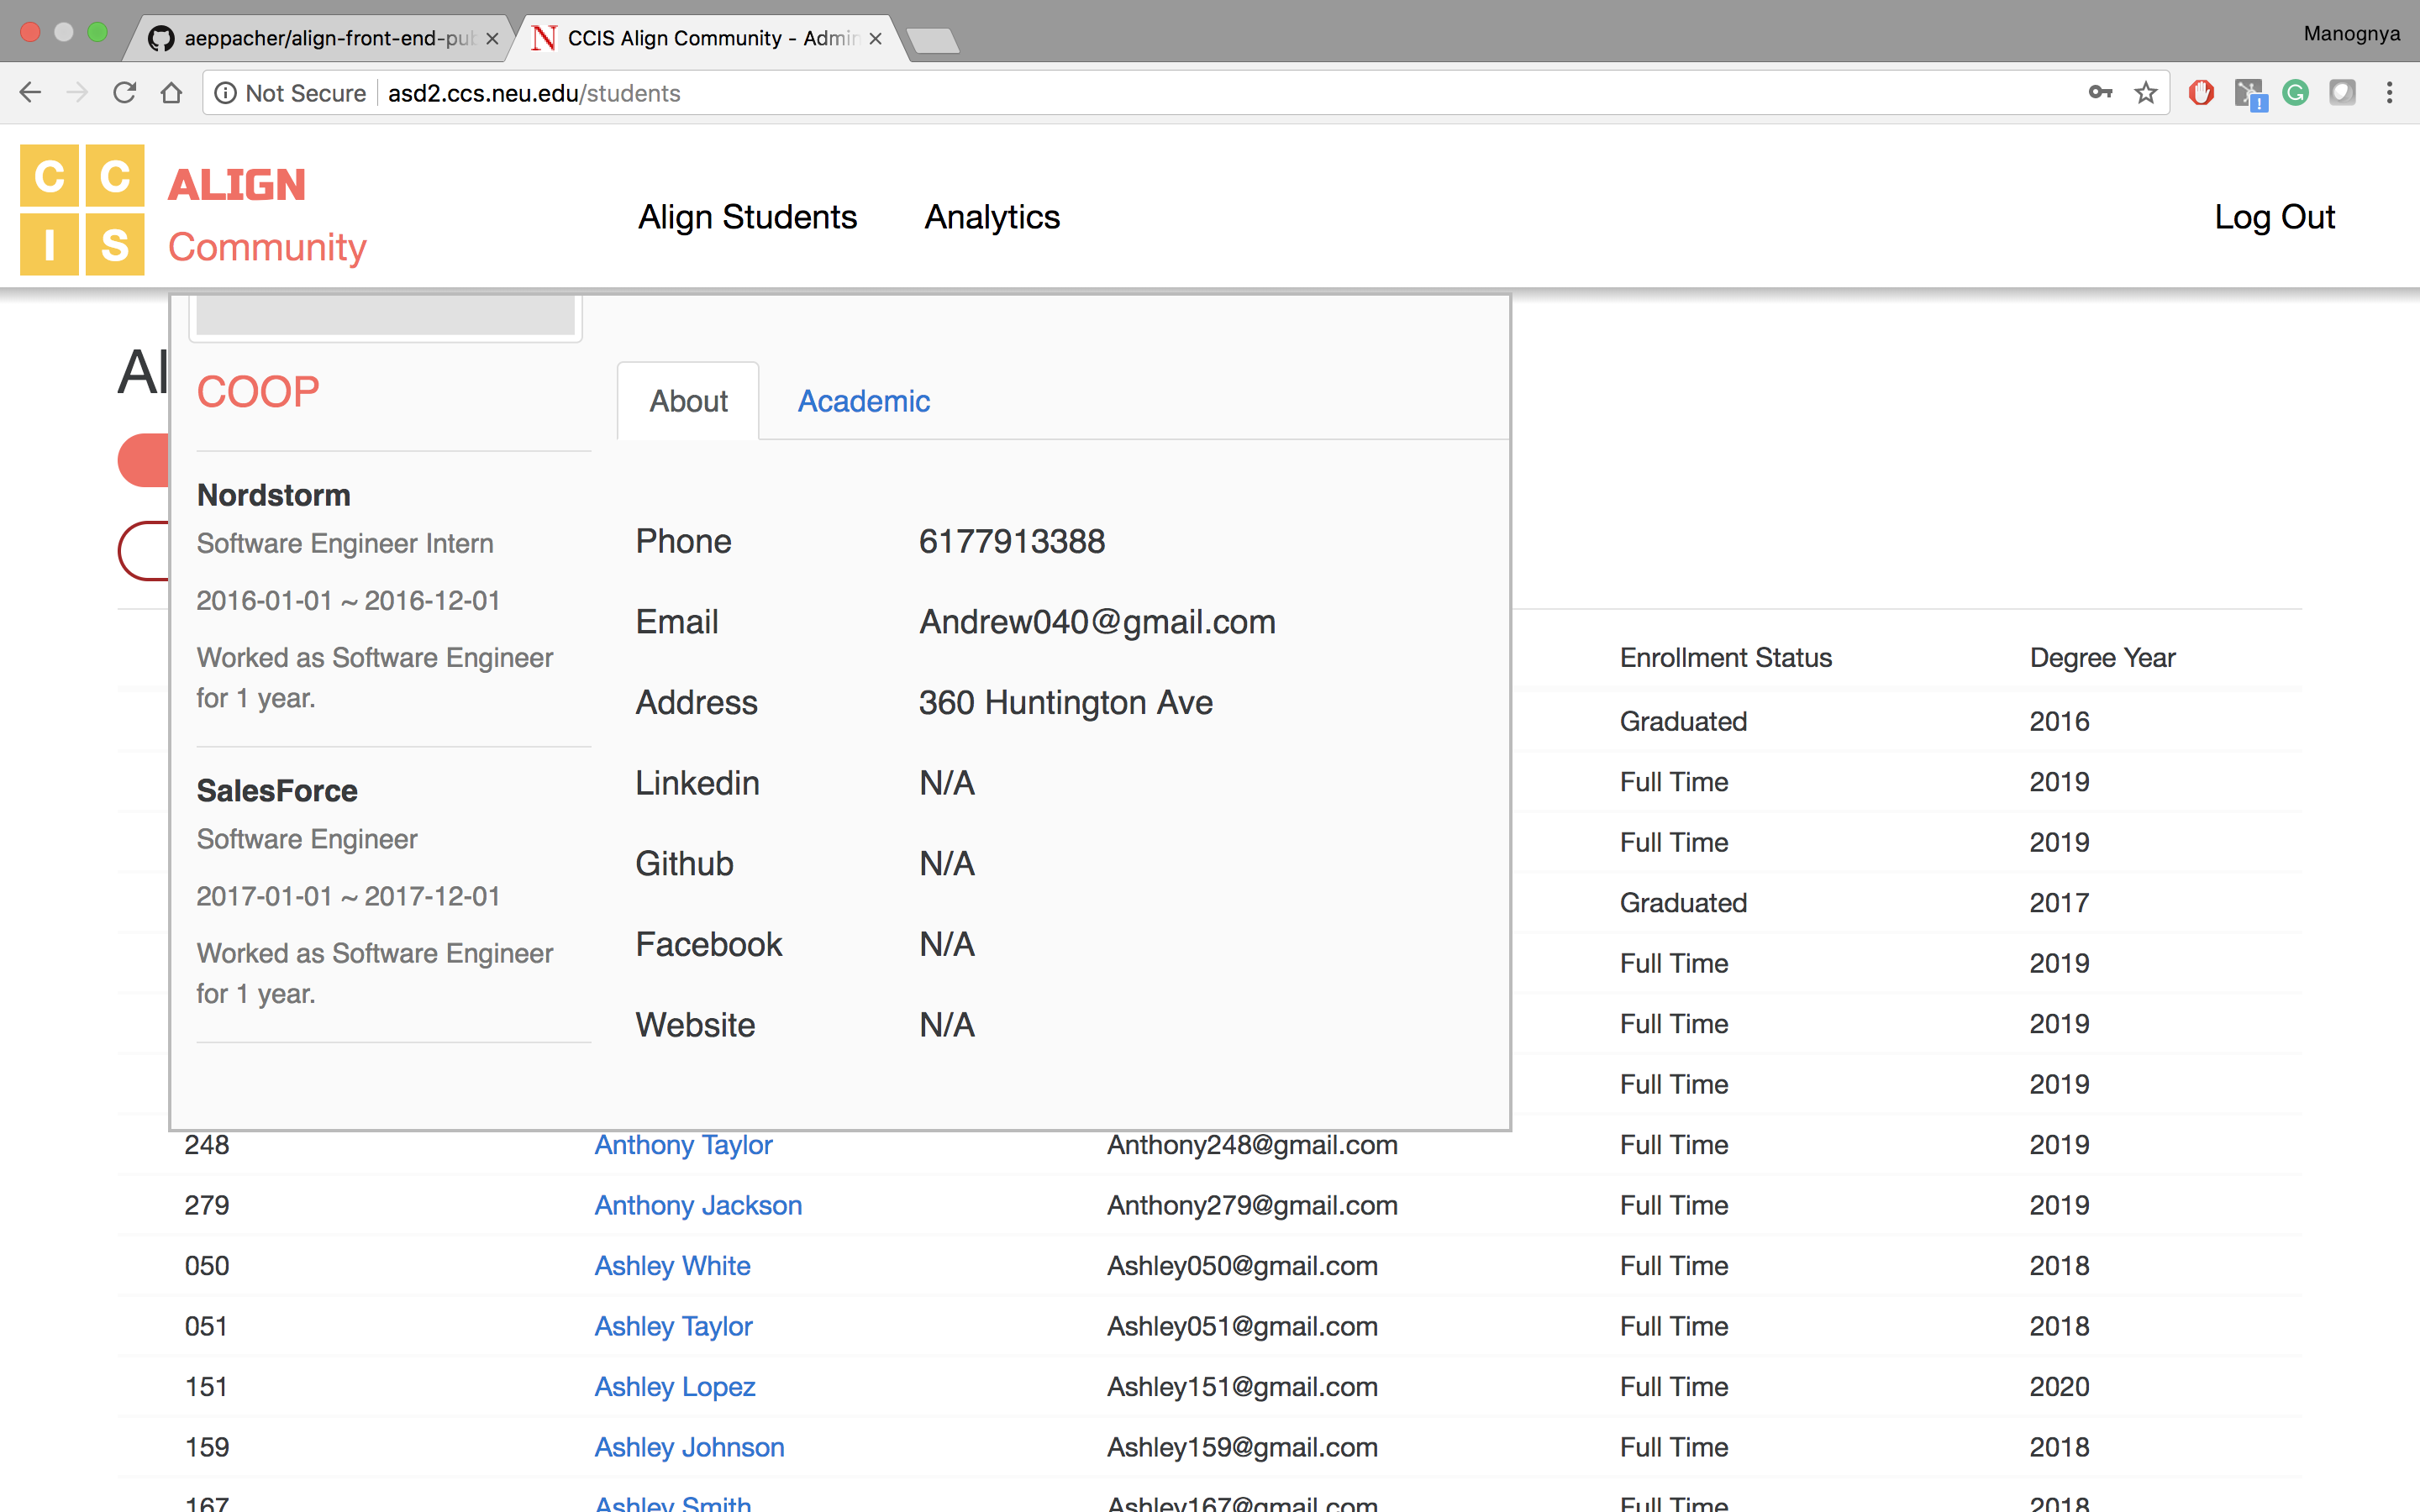 aeppacher/align-front-end-pub
CCIS Align Community - Admin
Manognya
Not Secure asd2.ccs.neu.edu/students
C C
I S
ALIGN
Community
Align Students
Analytics
Log Out
Al
COOP
Nordstorm
Software Engineer Intern
2016-01-01 ~ 2016-12-01
Worked as Software Engineer
for 1 year.
SalesForce
Software Engineer
2017-01-01 ~ 2017-12-01
Worked as Software Engineer
for 1 year.
About Academic
Phone 6177913388
Email Andrew040@gmail.com
Address 360 Huntington Ave
Linkedin N/A
Github N/A
Facebook N/A
Website N/A
Enrollment Status Degree Year
Graduated 2016
Full Time 2019
Full Time 2019
Graduated 2017
Full Time 2019
Full Time 2019
Full Time 2019
248 Anthony Taylor Anthony248@gmail.com Full Time 2019
279 Anthony Jackson Anthony279@gmail.com Full Time 2019
050 Ashley White Ashley050@gmail.com Full Time 2018
051 Ashley Taylor Ashley051@gmail.com Full Time 2018
151 Ashley Lopez Ashley151@gmail.com Full Time 2020
159 Ashley Johnson Ashley159@gmail.com Full Time 2018
167 Ashley Smith Ashley167@gmail.com Full Time 2018